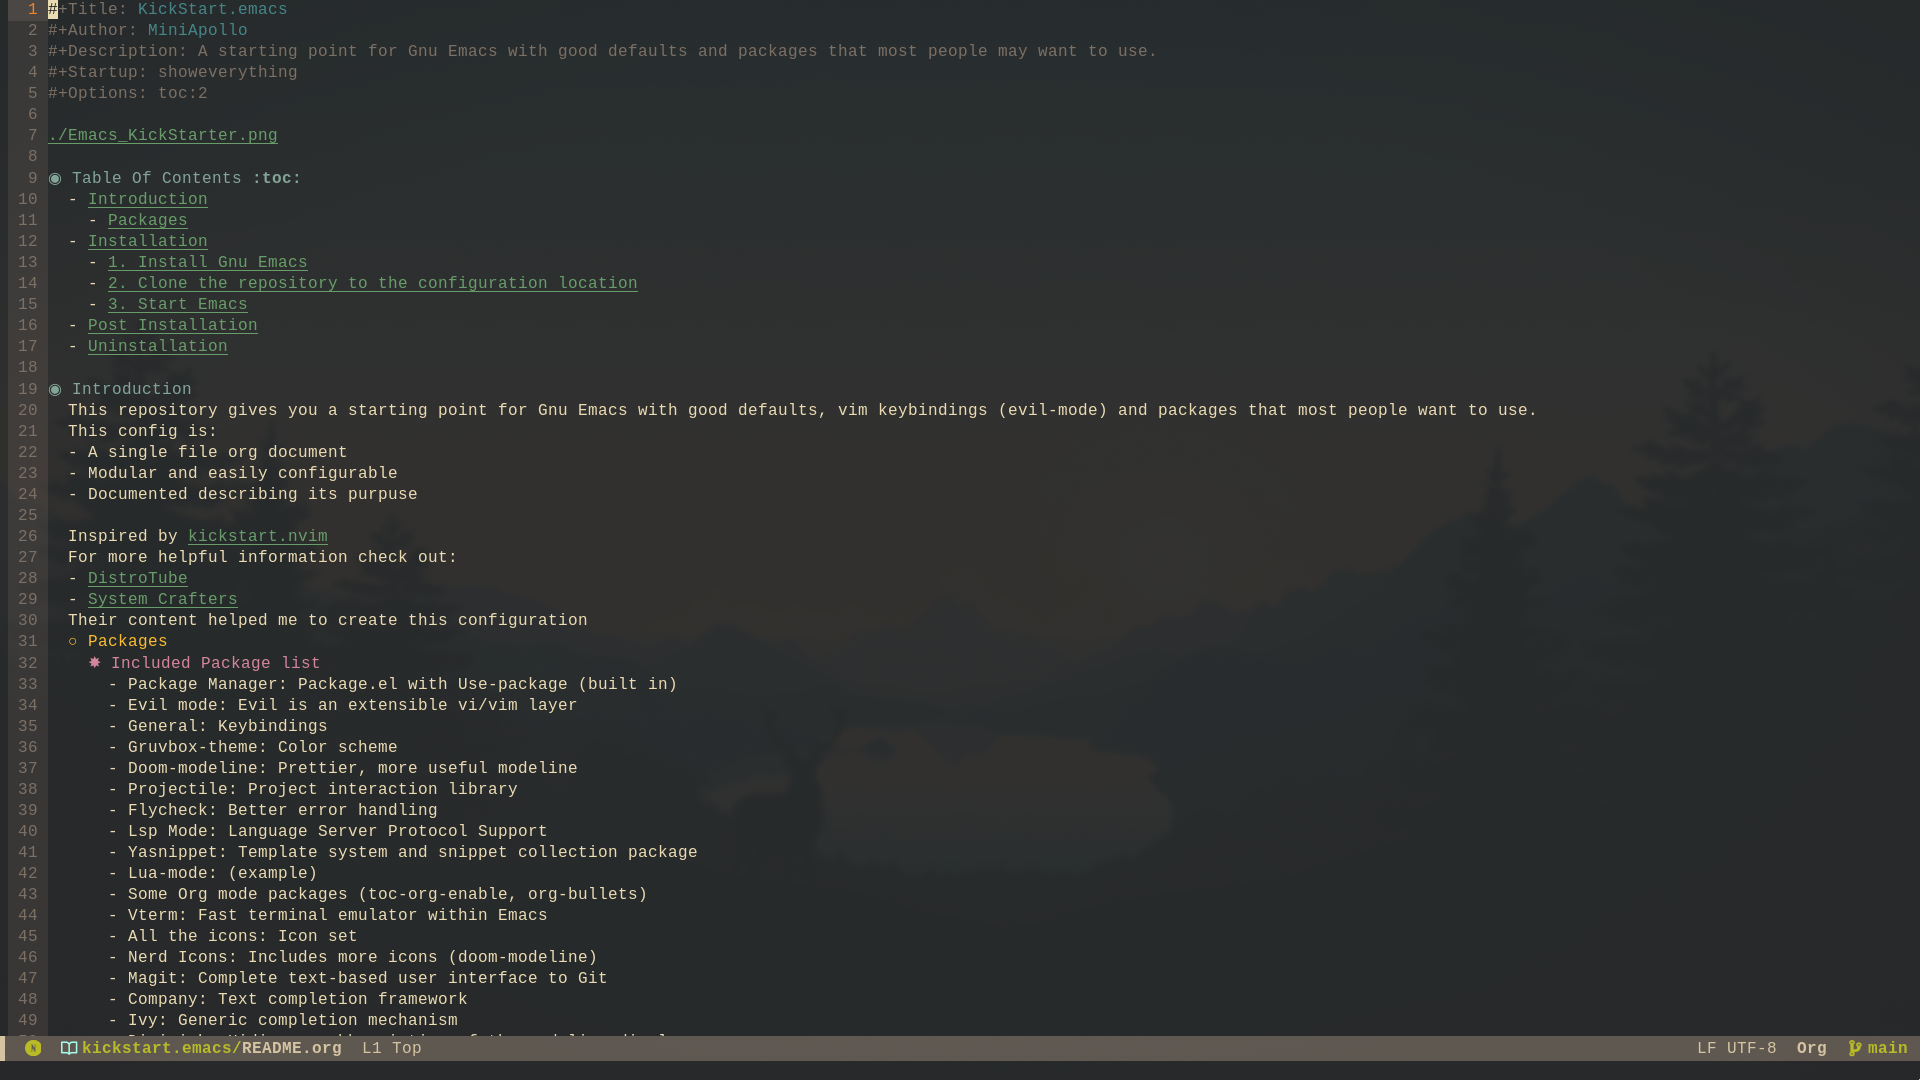 1 #+Title: KickStart.emacs
2 #+Author: MiniApollo
3 #+Description: A starting point for Gnu Emacs with good defaults and packages that most people may want to use.
4 #+Startup: showeverything
5 #+Options: toc:2
6
7 ./Emacs_KickStarter.png
8
9 ◉ Table Of Contents :toc:
10 - Introduction
11 - Packages
12 - Installation
13 - 1. Install Gnu Emacs
14 - 2. Clone the repository to the configuration location
15 - 3. Start Emacs
16 - Post Installation
17 - Uninstallation
18
19 ◉ Introduction
20 This repository gives you a starting point for Gnu Emacs with good defaults, vim keybindings (evil-mode) and packages that most people want to use.
21 This config is:
22 - A single file org document
23 - Modular and easily configurable
24 - Documented describing its purpuse
25
26 Inspired by kickstart.nvim
27 For more helpful information check out:
28 - DistroTube
29 - System Crafters
30 Their content helped me to create this configuration
31 ○ Packages
32 ✸ Included Package list
33 - Package Manager: Package.el with Use-package (built in)
34 - Evil mode: Evil is an extensible vi/vim layer
35 - General: Keybindings
36 - Gruvbox-theme: Color scheme
37 - Doom-modeline: Prettier, more useful modeline
38 - Projectile: Project interaction library
39 - Flycheck: Better error handling
40 - Lsp Mode: Language Server Protocol Support
41 - Yasnippet: Template system and snippet collection package
42 - Lua-mode: (example)
43 - Some Org mode packages (toc-org-enable, org-bullets)
44 - Vterm: Fast terminal emulator within Emacs
45 - All the icons: Icon set
46 - Nerd Icons: Includes more icons (doom-modeline)
47 - Magit: Complete text-based user interface to Git
48 - Company: Text completion framework
49 - Ivy: Generic completion mechanism
N kickstart.emacs/README.org L1 Top LF UTF-8 Org main